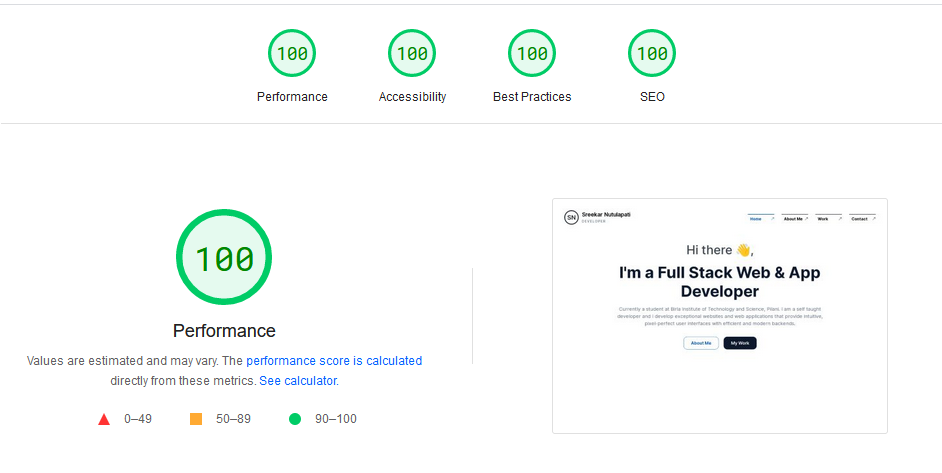 100 100 100 100
Performance Accessibility Best Practices SEO
100
Performance
Values are estimated and may vary. The performance score is calculated
directly from these metrics. See calculator.
0–49 50–89 90–100
SN Sreekar Nutulapati
DEVELOPER
Home About Me Work Contact
Hi there 👋,
I'm a Full Stack Web & App
Developer
Currently a student at Birla Institute of Technology and Science, Pilani. I am a self taught
developer and I develop exceptional websites and web applications that provide intuitive,
pixel-perfect user interfaces with efficient and modern backends.
About Me My Work